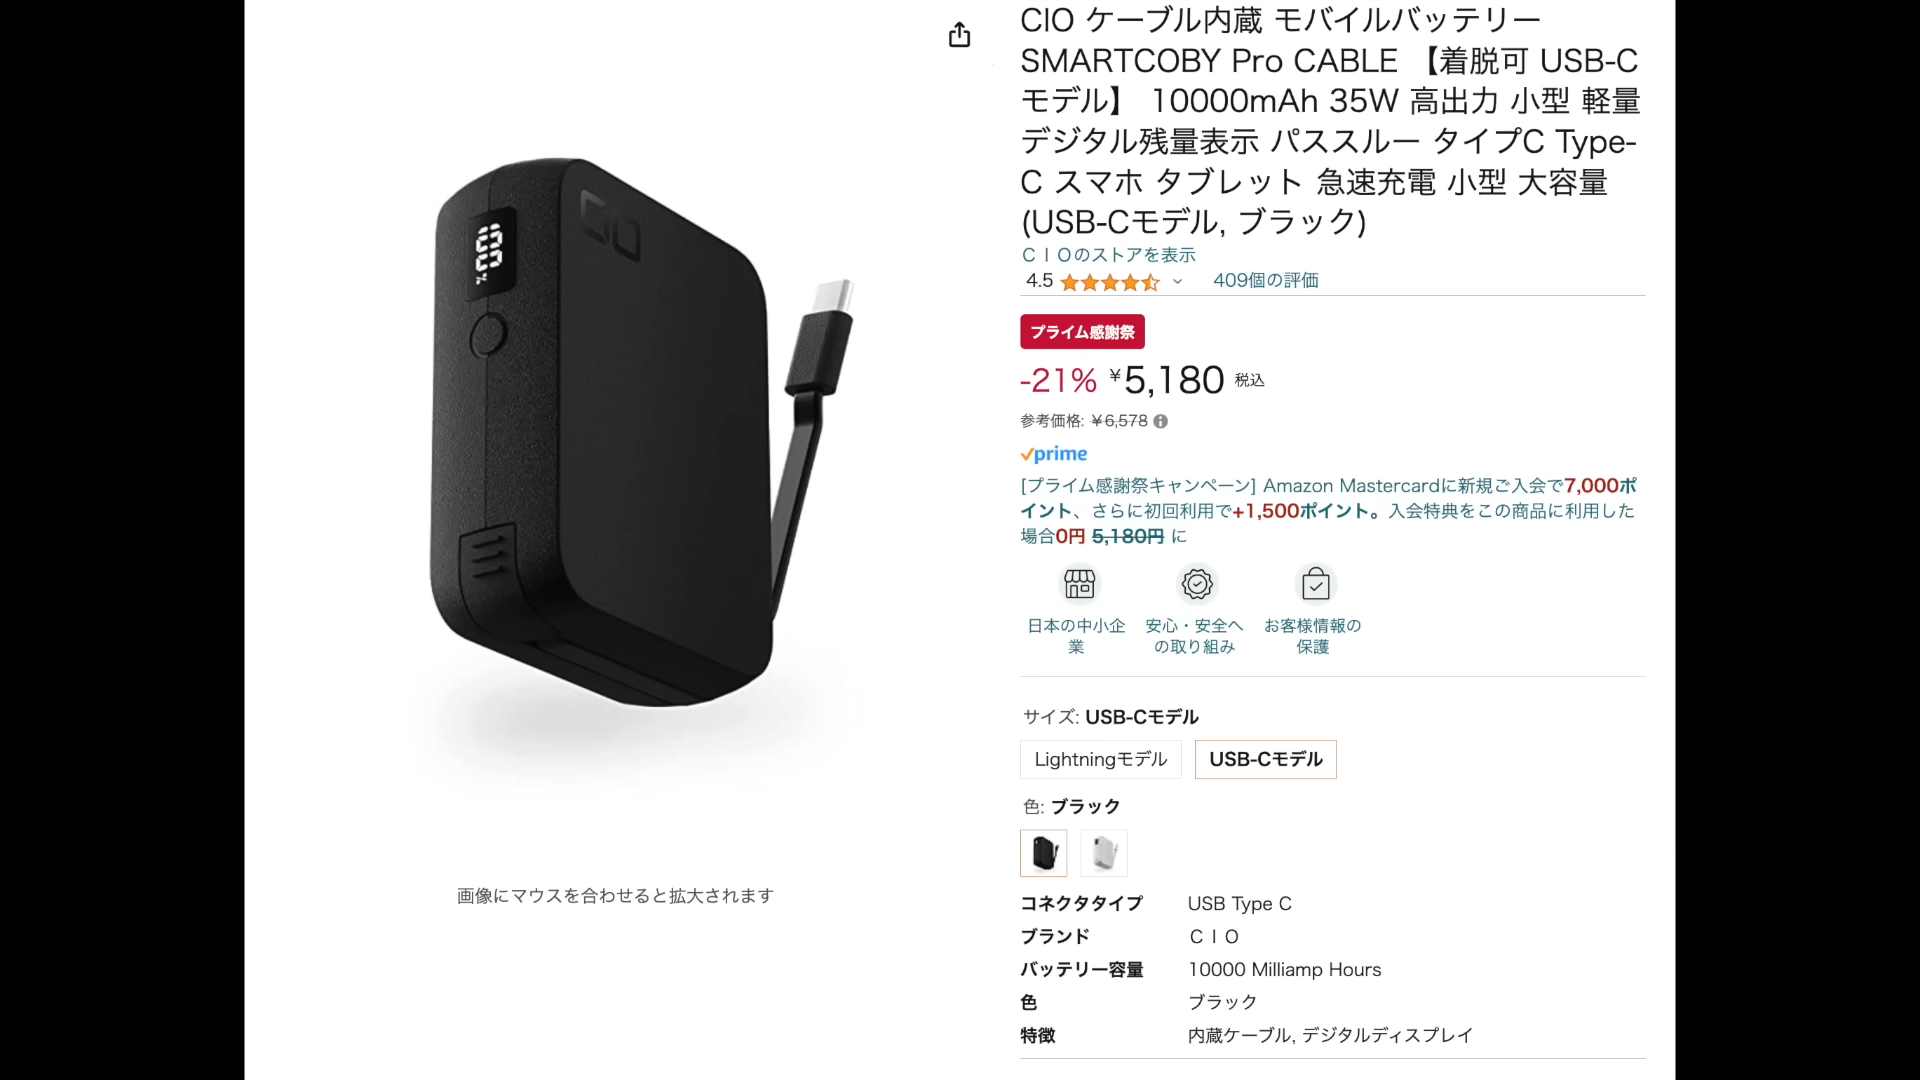 CIO ケーブル内蔵 モバイルバッテリー
SMARTCOBY Pro CABLE 【着脱可 USB-C
モデル】 10000mAh 35W 高出力 小型 軽量
デジタル残量表示 パススルー タイプC Type-
C スマホ タブレット 急速充電 小型 大容量
(USB-Cモデル, ブラック)
ＣＩＯのストアを表示
4.5 409個の評価
プライム感謝祭
-21% ¥5,180 税込
参考価格: ¥6,578
prime
[プライム感謝祭キャンペーン] Amazon Mastercardに新規ご入会で7,000ポ
イント、さらに初回利用で+1,500ポイント。入会特典をこの商品に利用した
場合0円 5,180円 に
日本の中小企
業
安心・安全へ
の取り組み
お客様情報の
保護
サイズ: USB-Cモデル
Lightningモデル
USB-Cモデル
色: ブラック
コネクタタイプ USB Type C
ブランド ＣＩＯ
バッテリー容量 10000 Milliamp Hours
色 ブラック
特徴 内蔵ケーブル, デジタルディスプレイ
CIO
100%
画像にマウスを合わせると拡大されます